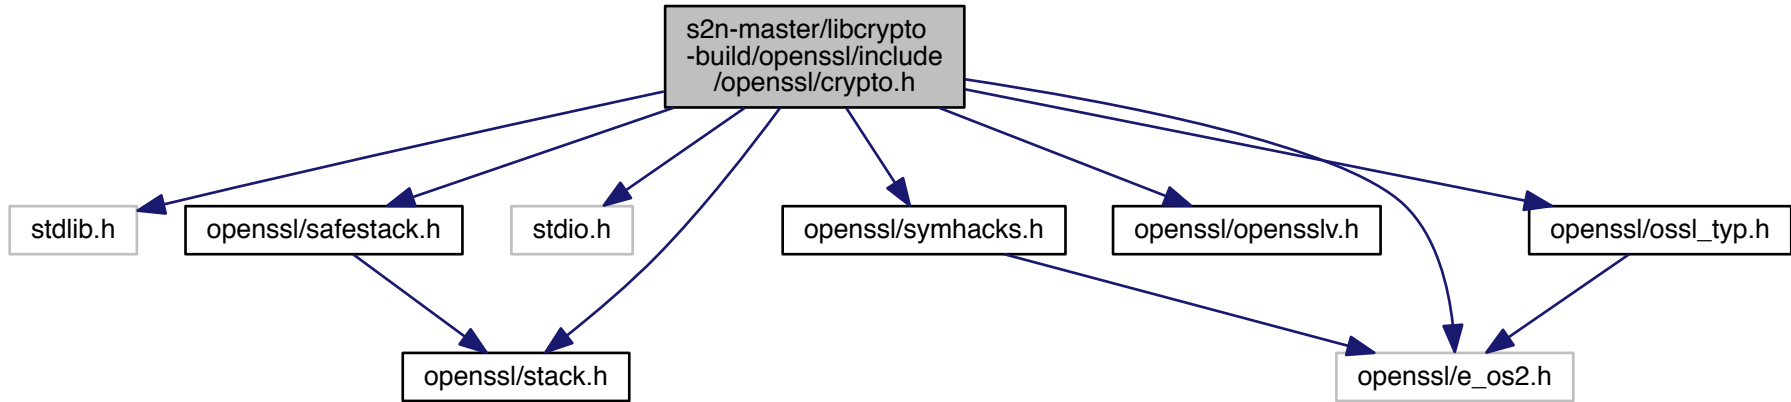 s2n-master/libcrypto
-build/openssl/include
/openssl/crypto.h
stdlib.h
openssl/safestack.h
stdio.h
openssl/symhacks.h
openssl/opensslv.h
openssl/ossl_typ.h
openssl/stack.h
openssl/e_os2.h